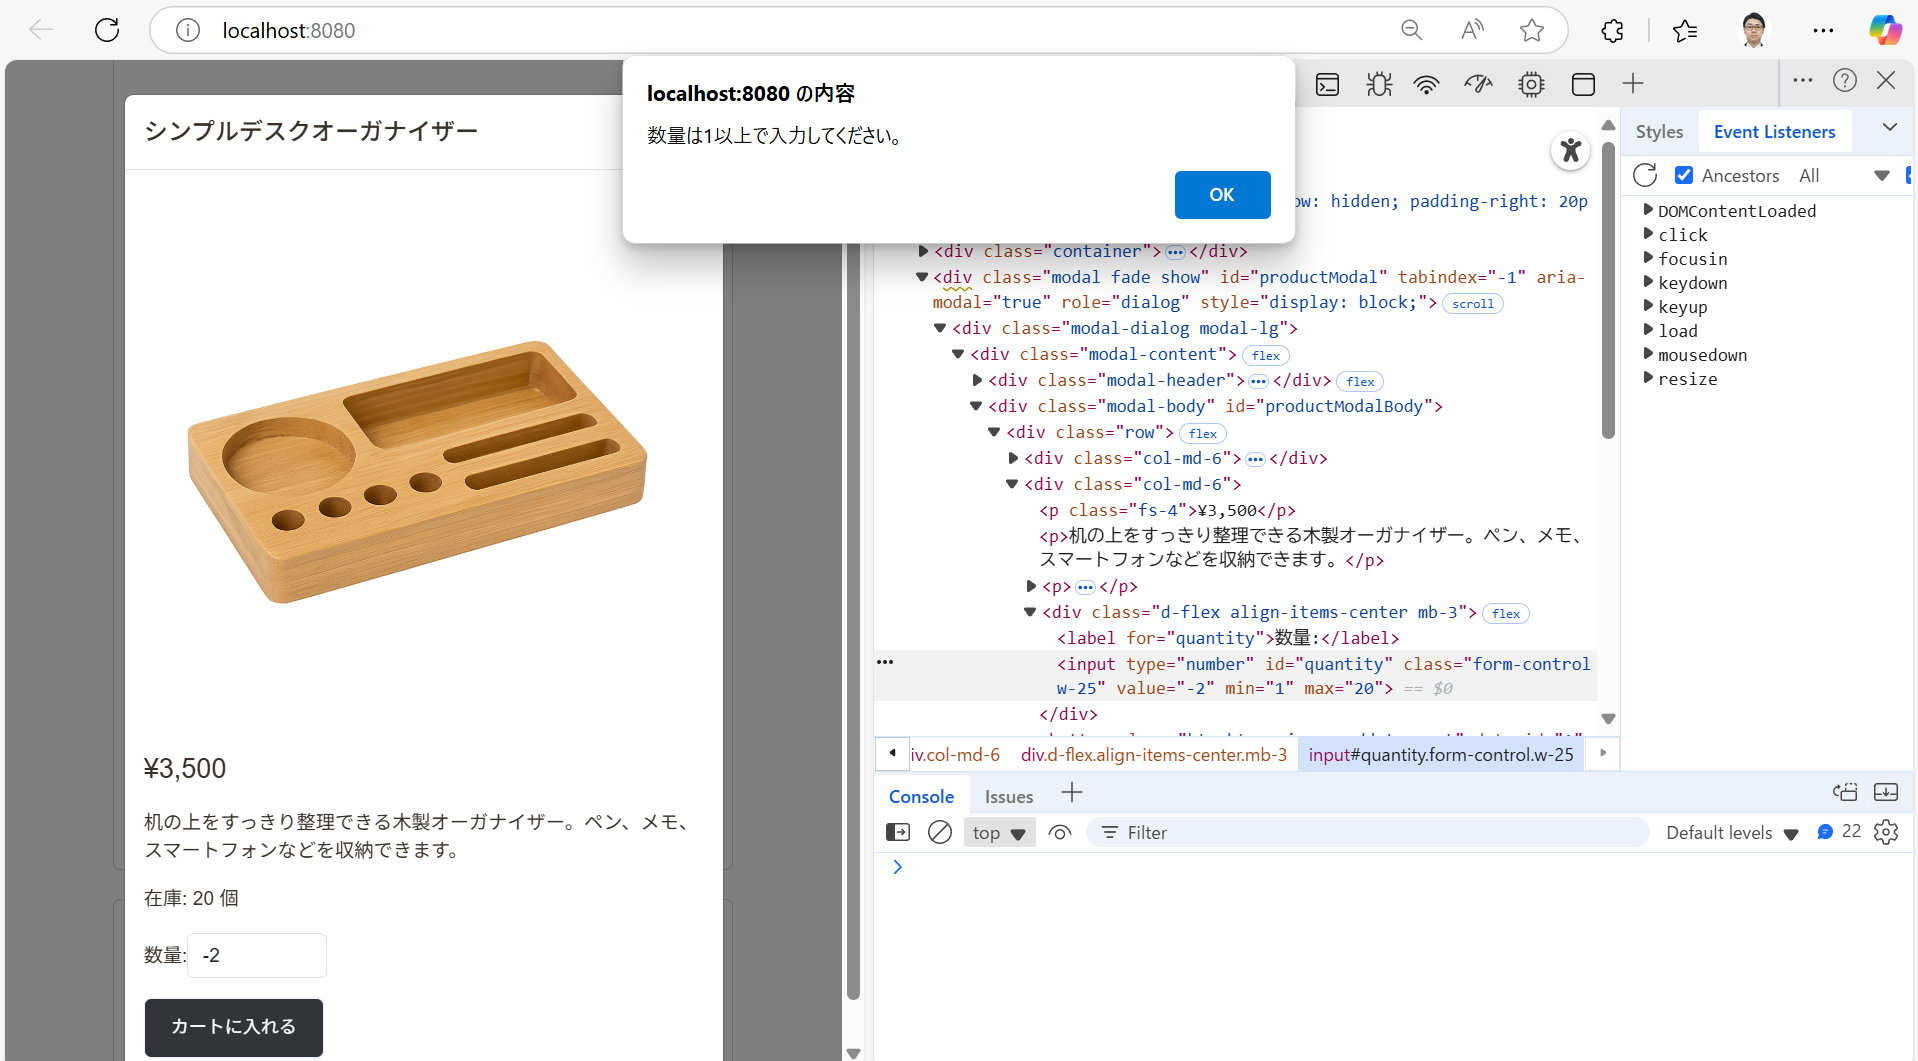 localhost:8080
localhost:8080 の内容
数量は1以上で入力してください。
OK
シンプルデスクオーガナイザー
¥3,500
机の上をすっきり整理できる木製オーガナイザー。ペン、メモ、
スマートフォンなどを収納できます。
在庫: 20 個
数量:
-2
カートに入れる
ow: hidden; padding-right: 20p
<div class="container"> ••• </div>
<div class="modal fade show" id="productModal" tabindex="-1" aria-
modal="true" role="dialog" style="display: block;"> scroll
<div class="modal-dialog modal-lg">
<div class="modal-content"> flex
<div class="modal-header"> ••• </div> flex
<div class="modal-body" id="productModalBody">
<div class="row"> flex
<div class="col-md-6"> ••• </div>
<div class="col-md-6">
<p class="fs-4">¥3,500</p>
<p>机の上をすっきり整理できる木製オーガナイザー。ペン、メモ、
スマートフォンなどを収納できます。</p>
<p> ••• </p>
<div class="d-flex align-items-center mb-3"> flex
<label for="quantity">数量:</label>
<input type="number" id="quantity" class="form-control
w-25" value="-2" min="1" max="20"> == $0
</div>
iv.col-md-6 div.d-flex.align-items-center.mb-3 input#quantity.form-control.w-25
Styles Event Listeners
Ancestors All
DOMContentLoaded
click
focusin
keydown
keyup
load
mousedown
resize
Console Issues
top Filter Default levels 22